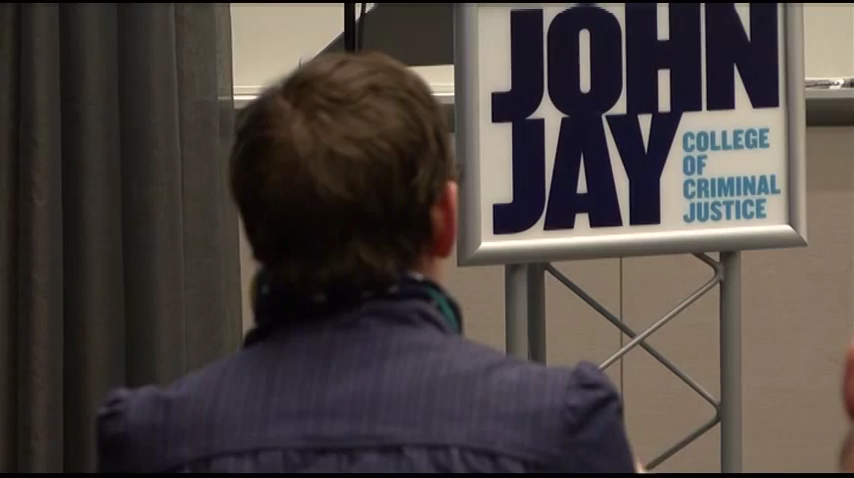 JOHN
JAY
COLLEGE
OF
CRIMINAL
JUSTICE